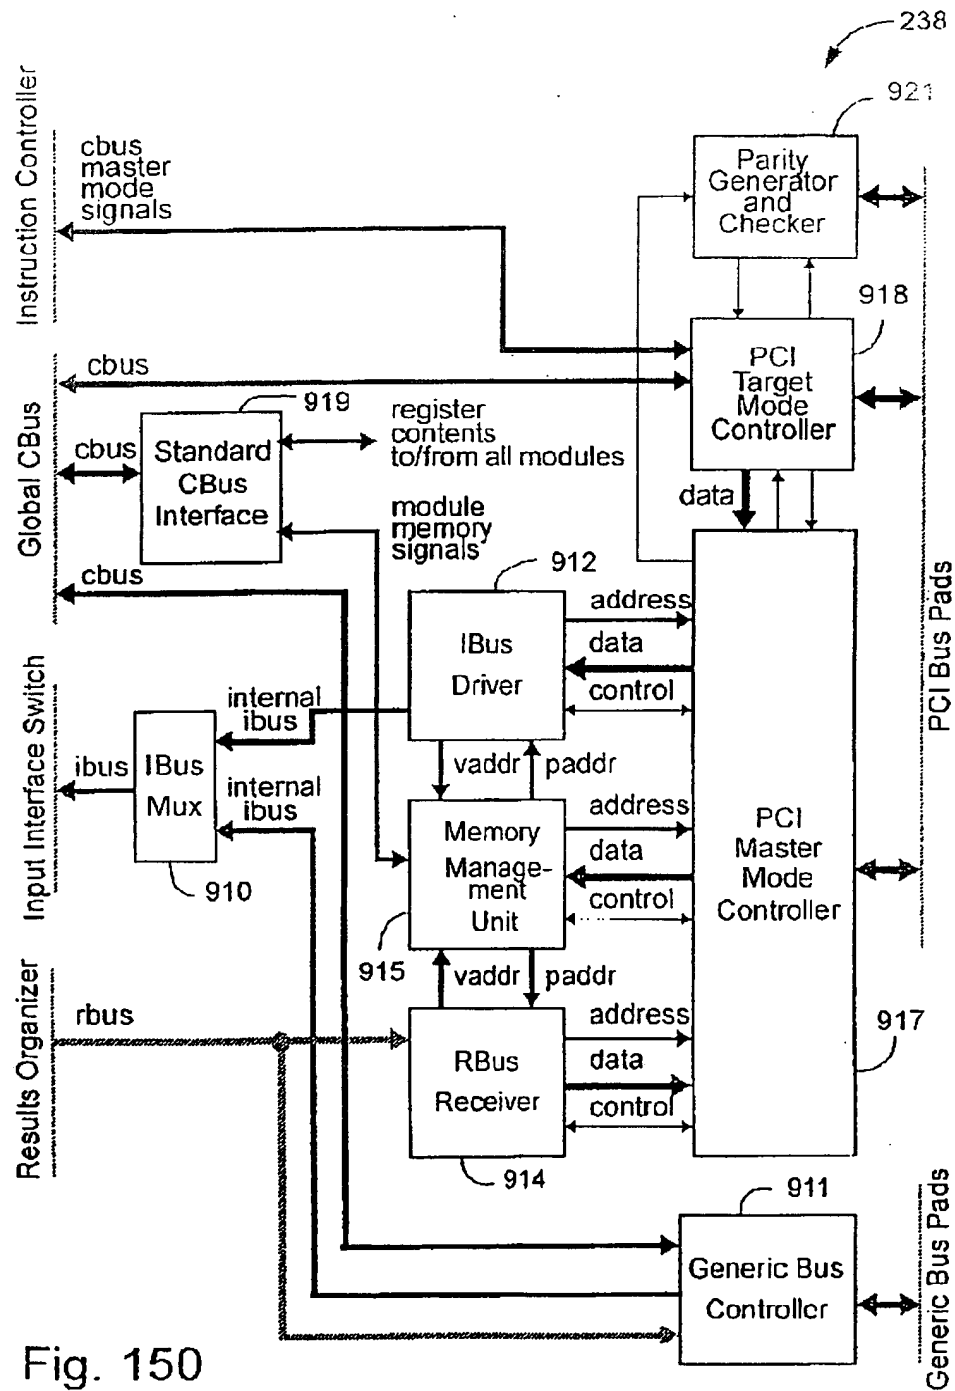 238
921
Instruction Controller
cbus
master
mode
signals
Parity
Generator
and
Checker
918
PCI
Target
Mode
Controller
cbus
919
Global CBus
cbus
Standard
CBus
Interface
register
contents
to/from all modules
data
module
memory
signals
cbus
912
PCI Bus Pads
IBus
Driver
address
data
control
Input Interface Switch
internal
ibus
vaddr
paddr
ibus
IBus
Mux
internal
ibus
910
Memory
Manage-
ment
Unit
address
data
control
PCI
Master
Mode
Controller
915
vaddr
paddr
Results Organizer
rbus
RBus
Receiver
address
data
control
917
914
911
Generic Bus
Controller
Generic Bus Pads
Fig. 150